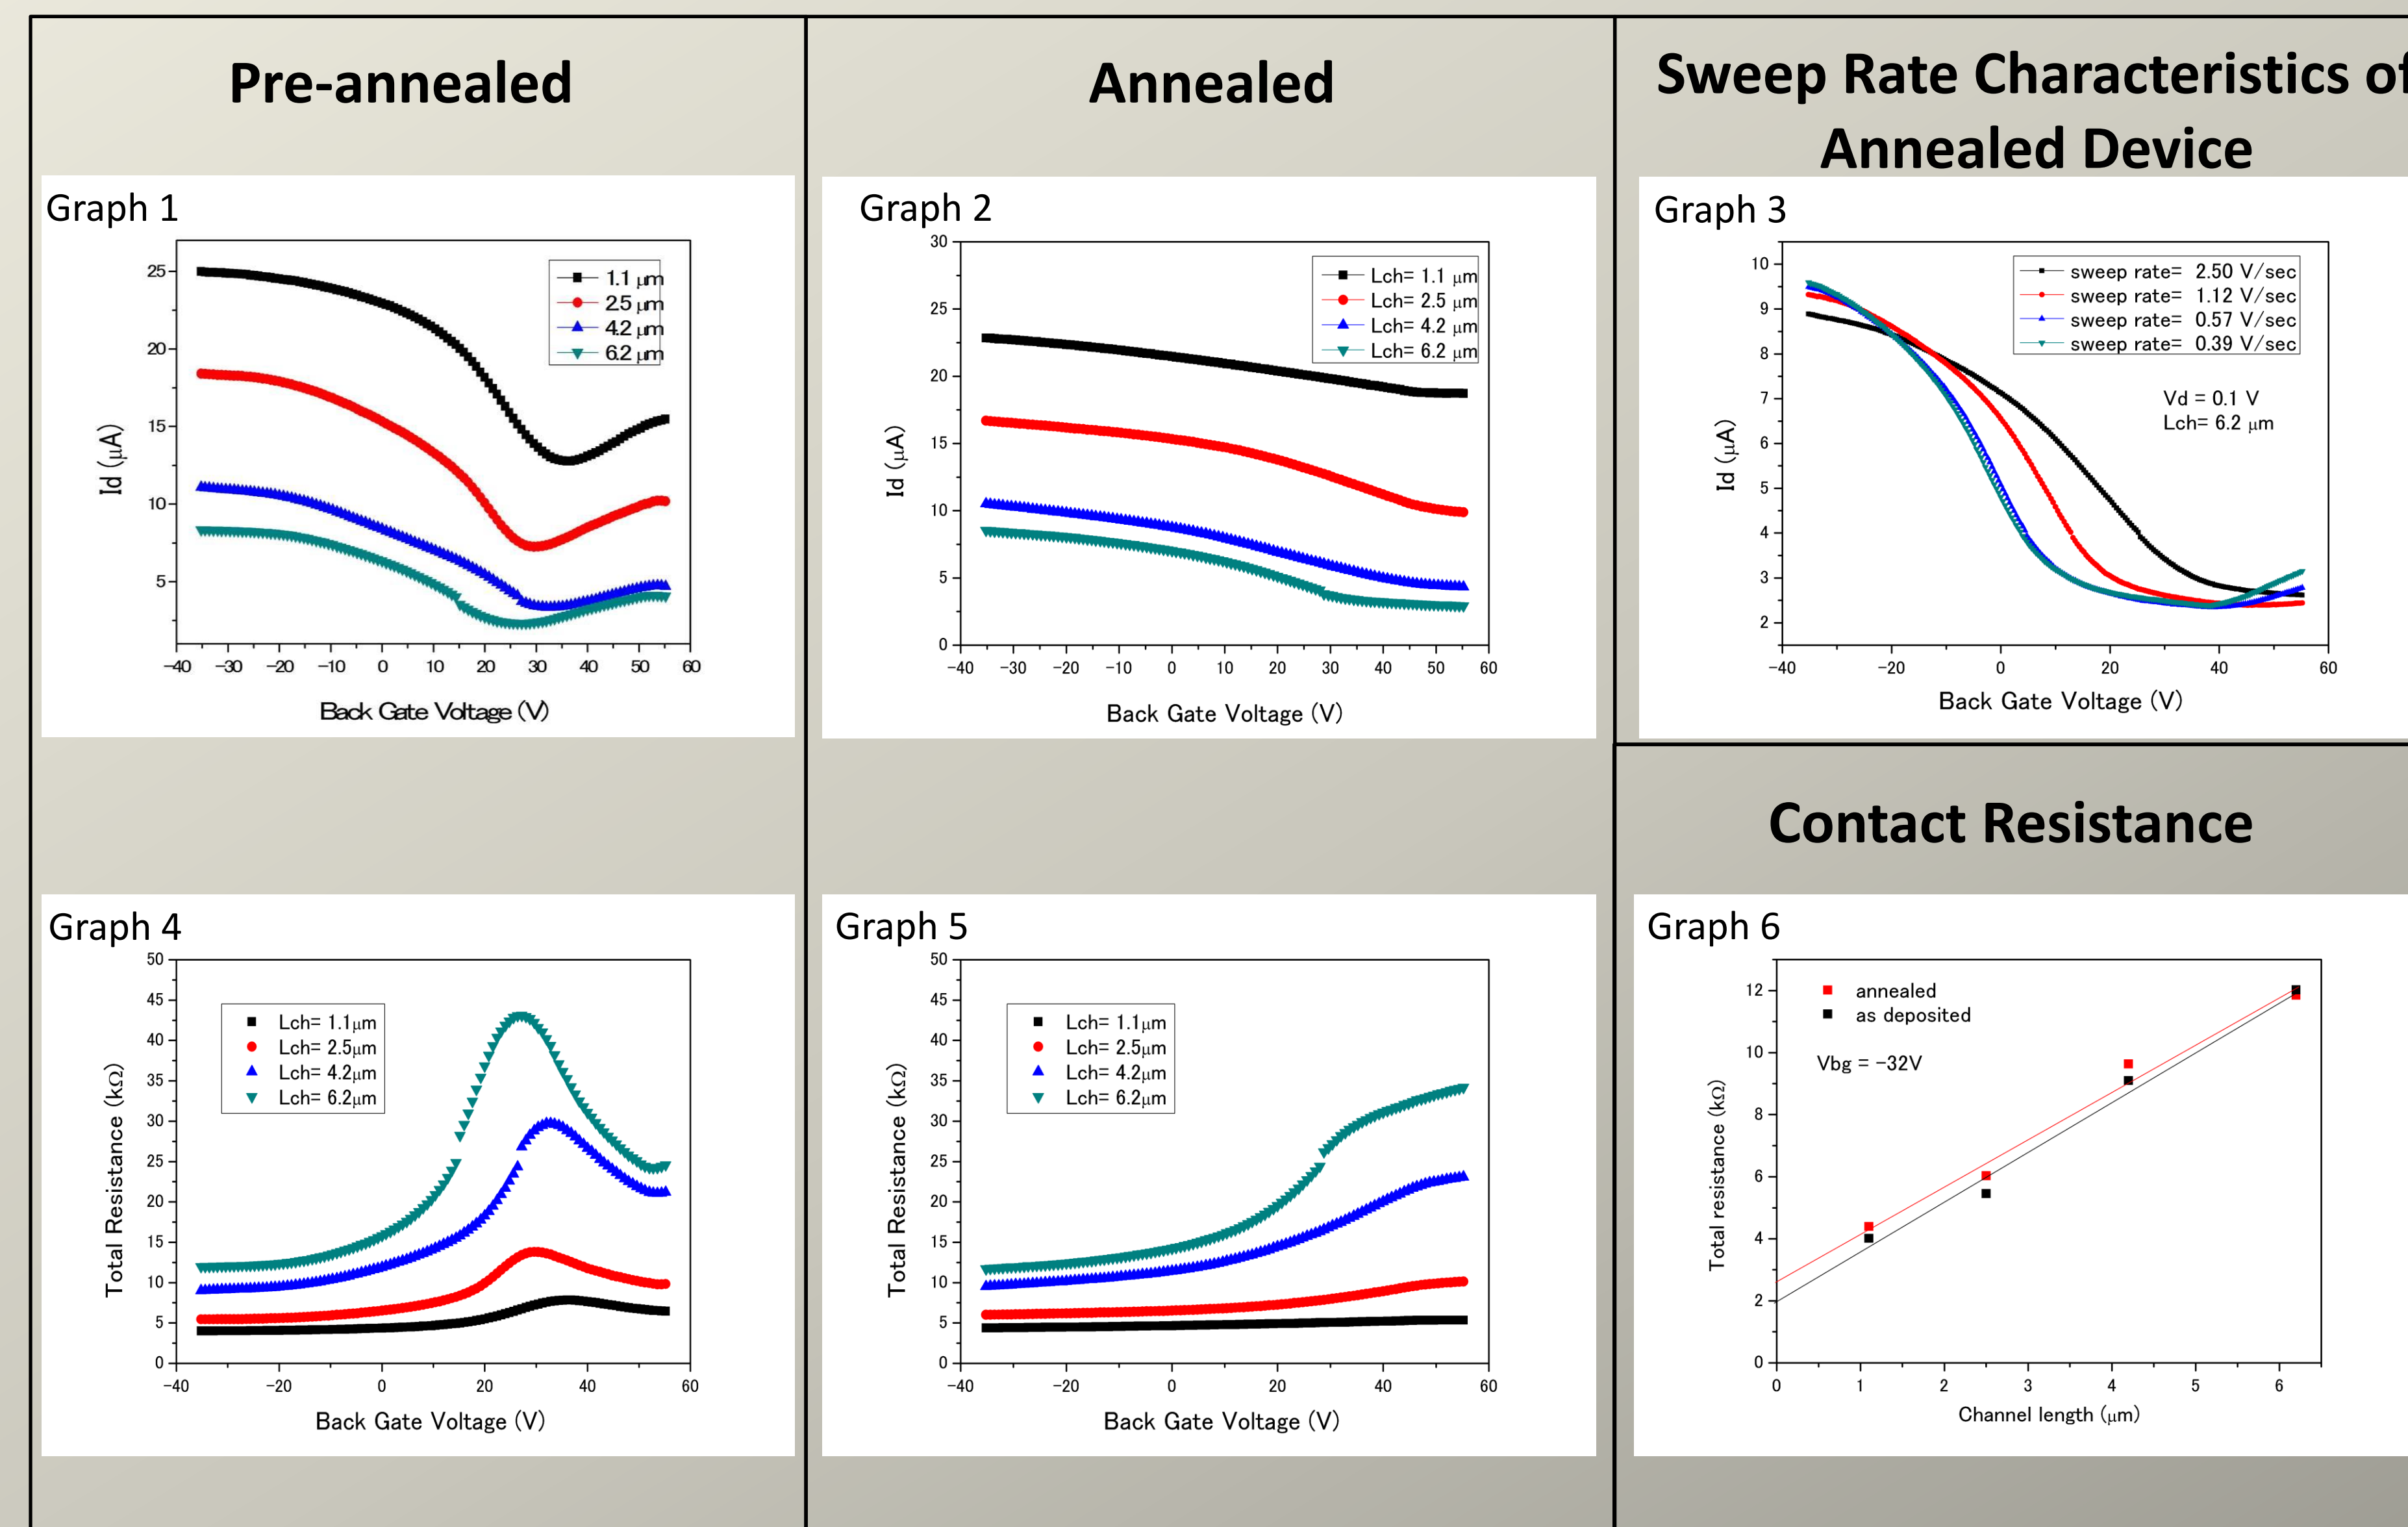 Pre-annealed
Annealed
Sweep Rate Characteristics of
Annealed Device
Graph 1
25
20
15
10
5
Id (μA)
1.1 μm
2.5 μm
4.2 μm
6.2 μm
-40 -30 -20 -10 0 10 20 30 40 50 60
Back Gate Voltage (V)
Graph 2
30
25
20
15
10
5
0
Id (μA)
Lch= 1.1 μm
Lch= 2.5 μm
Lch= 4.2 μm
Lch= 6.2 μm
-40 -30 -20 -10 0 10 20 30 40 50 60
Back Gate Voltage (V)
Graph 3
10
9
8
7
6
5
4
3
2
Id (μA)
sweep rate= 2.50 V/sec
sweep rate= 1.12 V/sec
sweep rate= 0.57 V/sec
sweep rate= 0.39 V/sec
Vd = 0.1 V
Lch= 6.2 μm
-40 -20 0 20 40 60
Back Gate Voltage (V)
Contact Resistance
Graph 4
50
45
40
35
30
25
20
15
10
5
0
Total Resistance (kΩ)
Lch= 1.1μm
Lch= 2.5μm
Lch= 4.2μm
Lch= 6.2μm
-40 -20 0 20 40 60
Back Gate Voltage (V)
Graph 5
50
45
40
35
30
25
20
15
10
5
0
Total Resistance (kΩ)
Lch= 1.1μm
Lch= 2.5μm
Lch= 4.2μm
Lch= 6.2μm
-40 -20 0 20 40 60
Back Gate Voltage (V)
Graph 6
12
10
8
6
4
2
0
Total resistance (kΩ)
annealed
as deposited
Vbg = -32V
0 1 2 3 4 5 6
Channel length (μm)